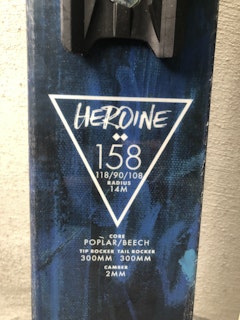 HEROINE
158
118/90/108
RADIUS
14M
CORE
POPLAR/BEECH
TIP ROCKER TAIL ROCKER
300MM 300MM
CAMBER
2MM